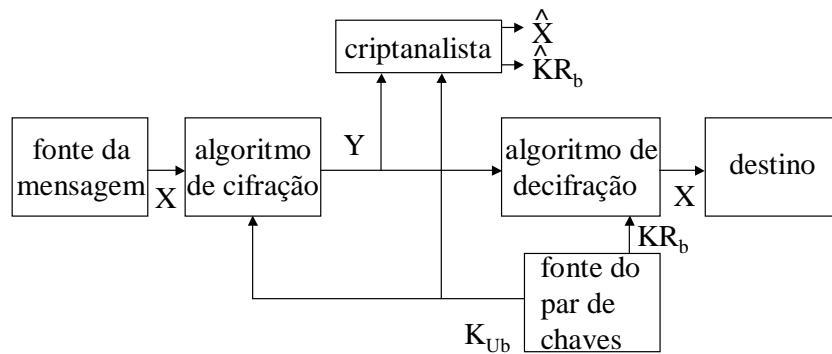 X̂
criptanalista
K̂R_b
fonte da
mensagem
X
algoritmo
de cifração
Y
algoritmo de
decifração
X
destino
KR_b
fonte do
par de
chaves
K_Ub